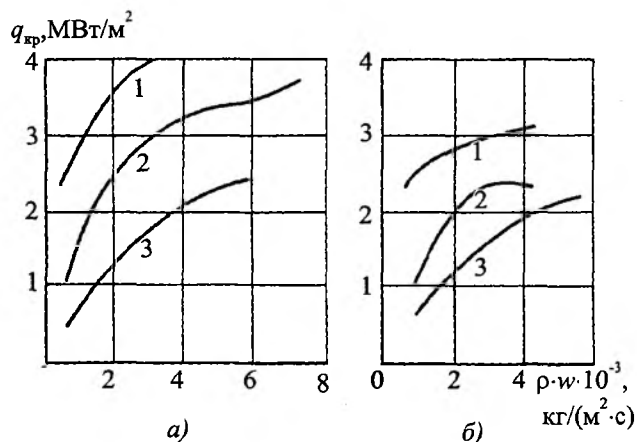 q_кр, МВт/м²
4 4
3 3
2 2
1 1
1 2 3
1 2 3
2 4 6 8
0 2 4 ρ·w·10⁻³,
кг/(м²·с)
а) б)